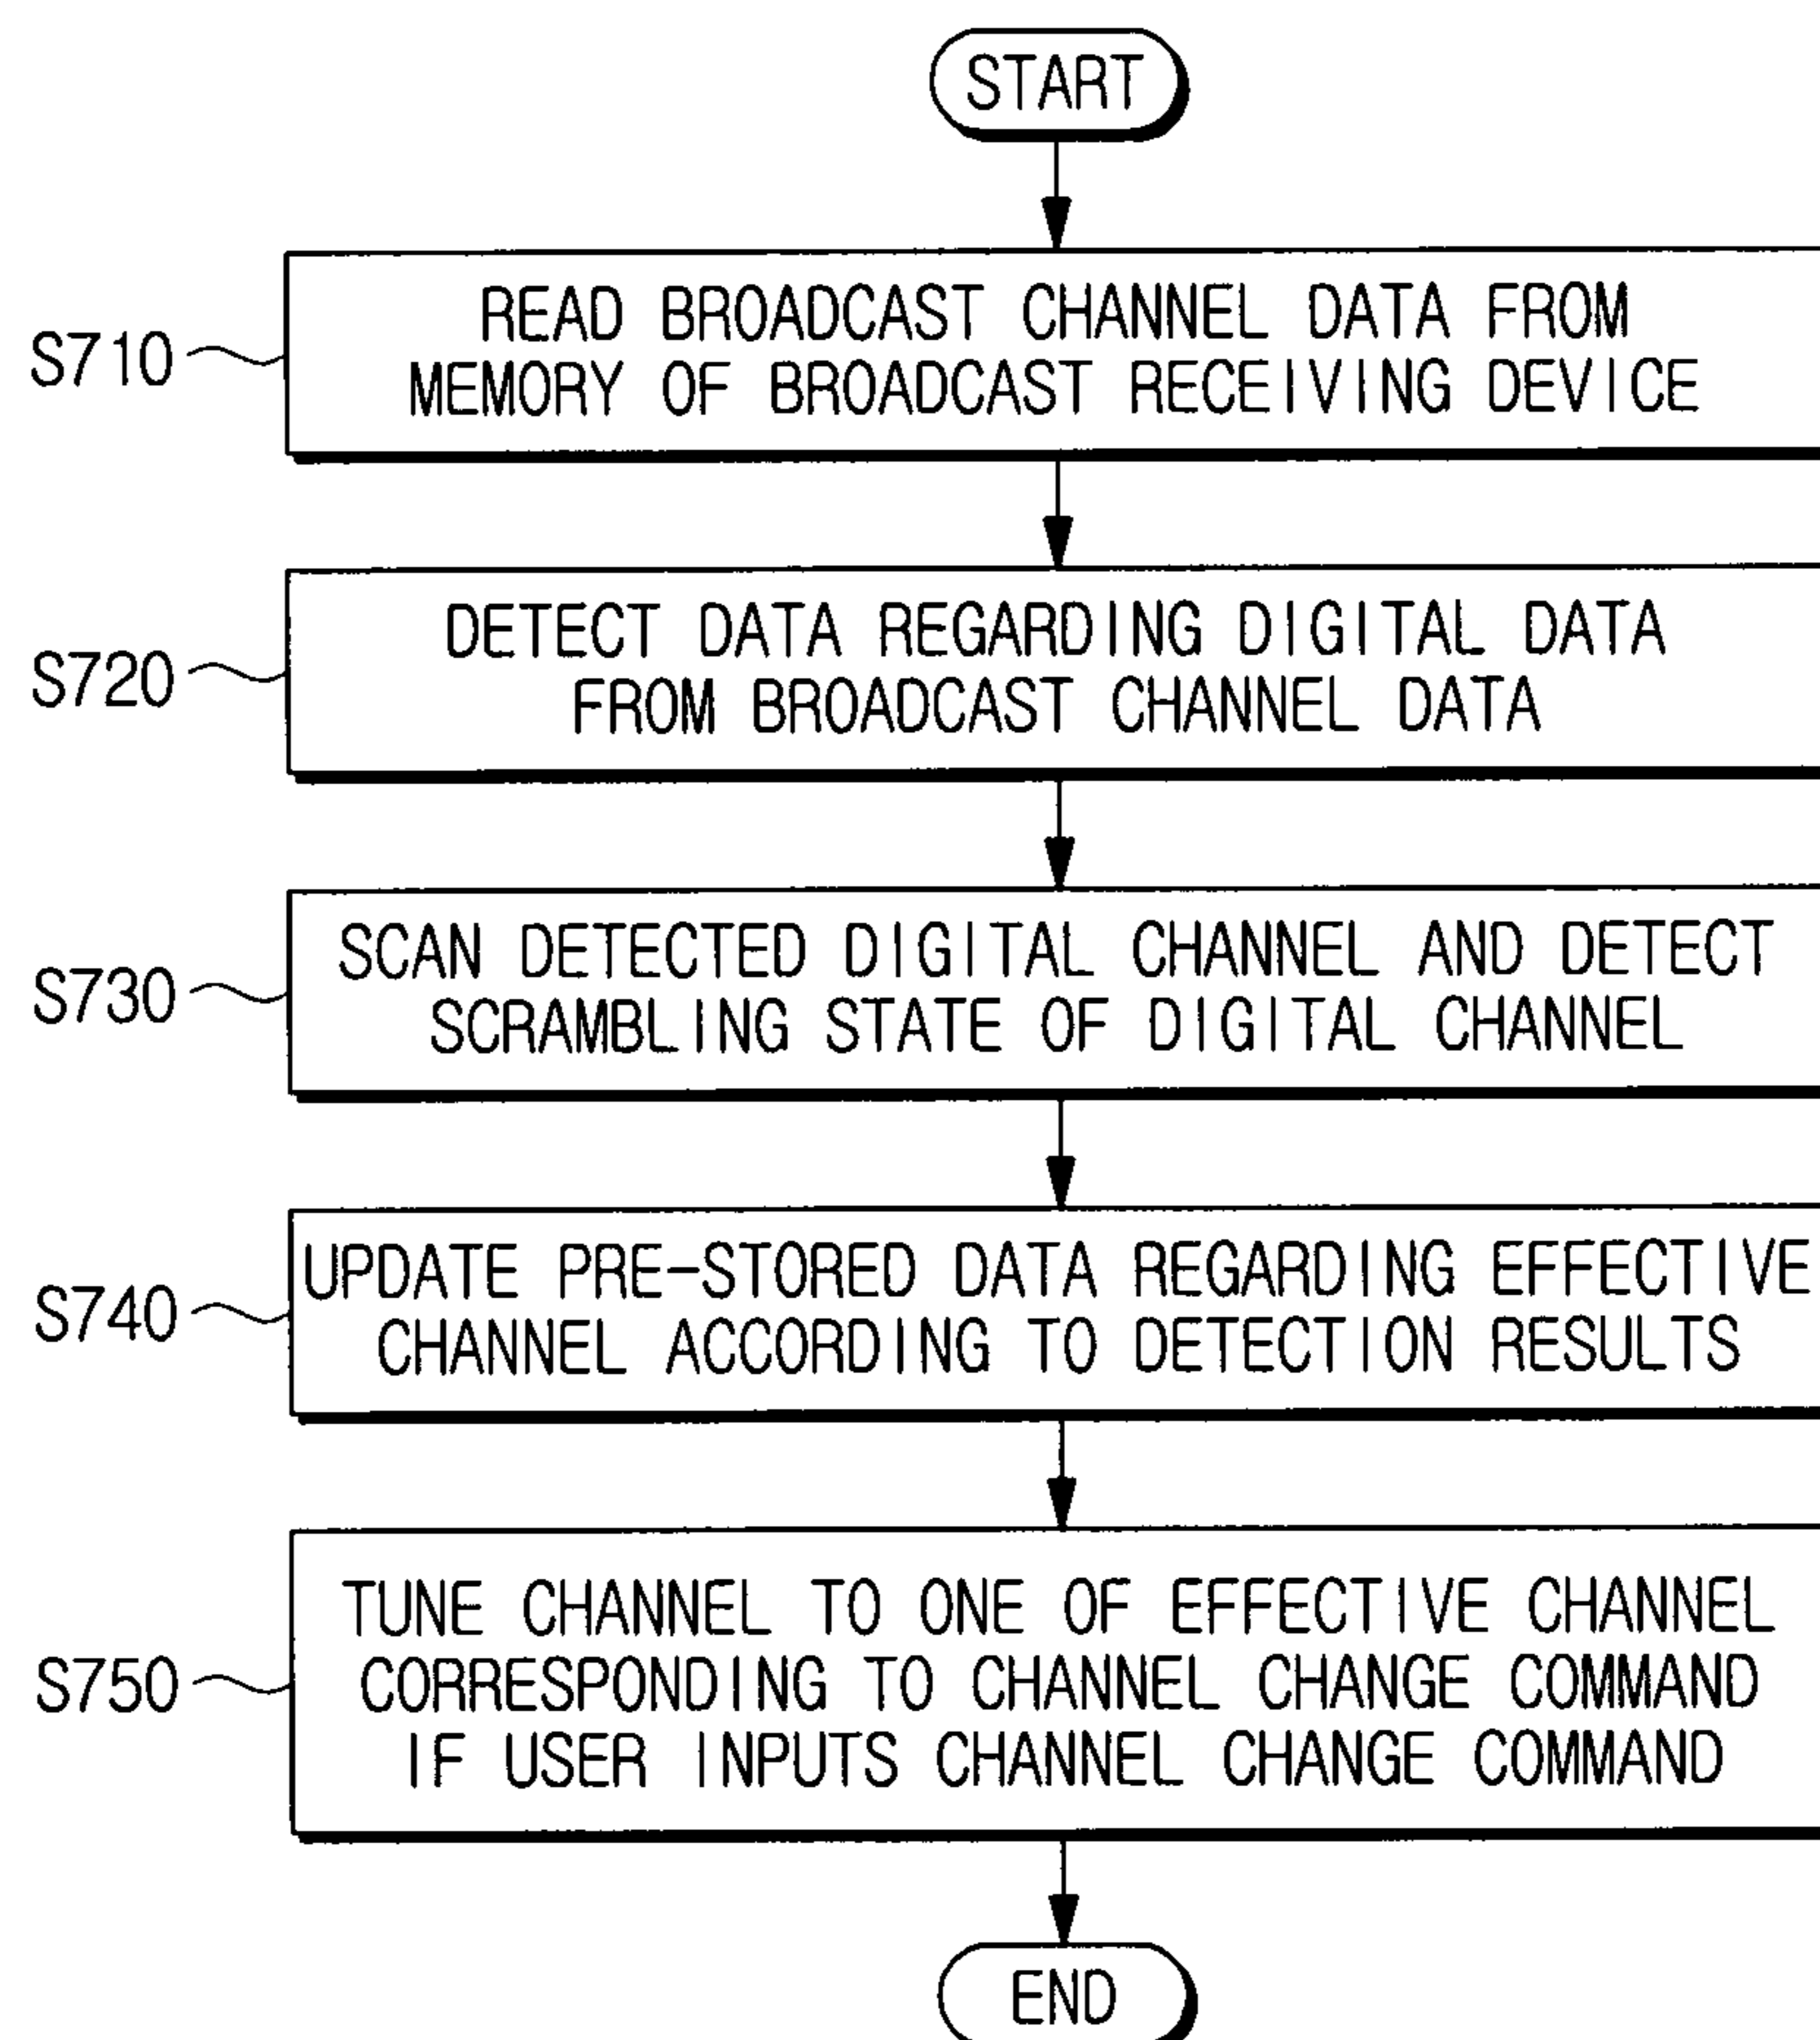 START
S710
READ BROADCAST CHANNEL DATA FROM
MEMORY OF BROADCAST RECEIVING DEVICE
S720
DETECT DATA REGARDING DIGITAL DATA
FROM BROADCAST CHANNEL DATA
S730
SCAN DETECTED DIGITAL CHANNEL AND DETECT
SCRAMBLING STATE OF DIGITAL CHANNEL
S740
UPDATE PRE-STORED DATA REGARDING EFFECTIVE
CHANNEL ACCORDING TO DETECTION RESULTS
S750
TUNE CHANNEL TO ONE OF EFFECTIVE CHANNEL
CORRESPONDING TO CHANNEL CHANGE COMMAND
IF USER INPUTS CHANNEL CHANGE COMMAND
END